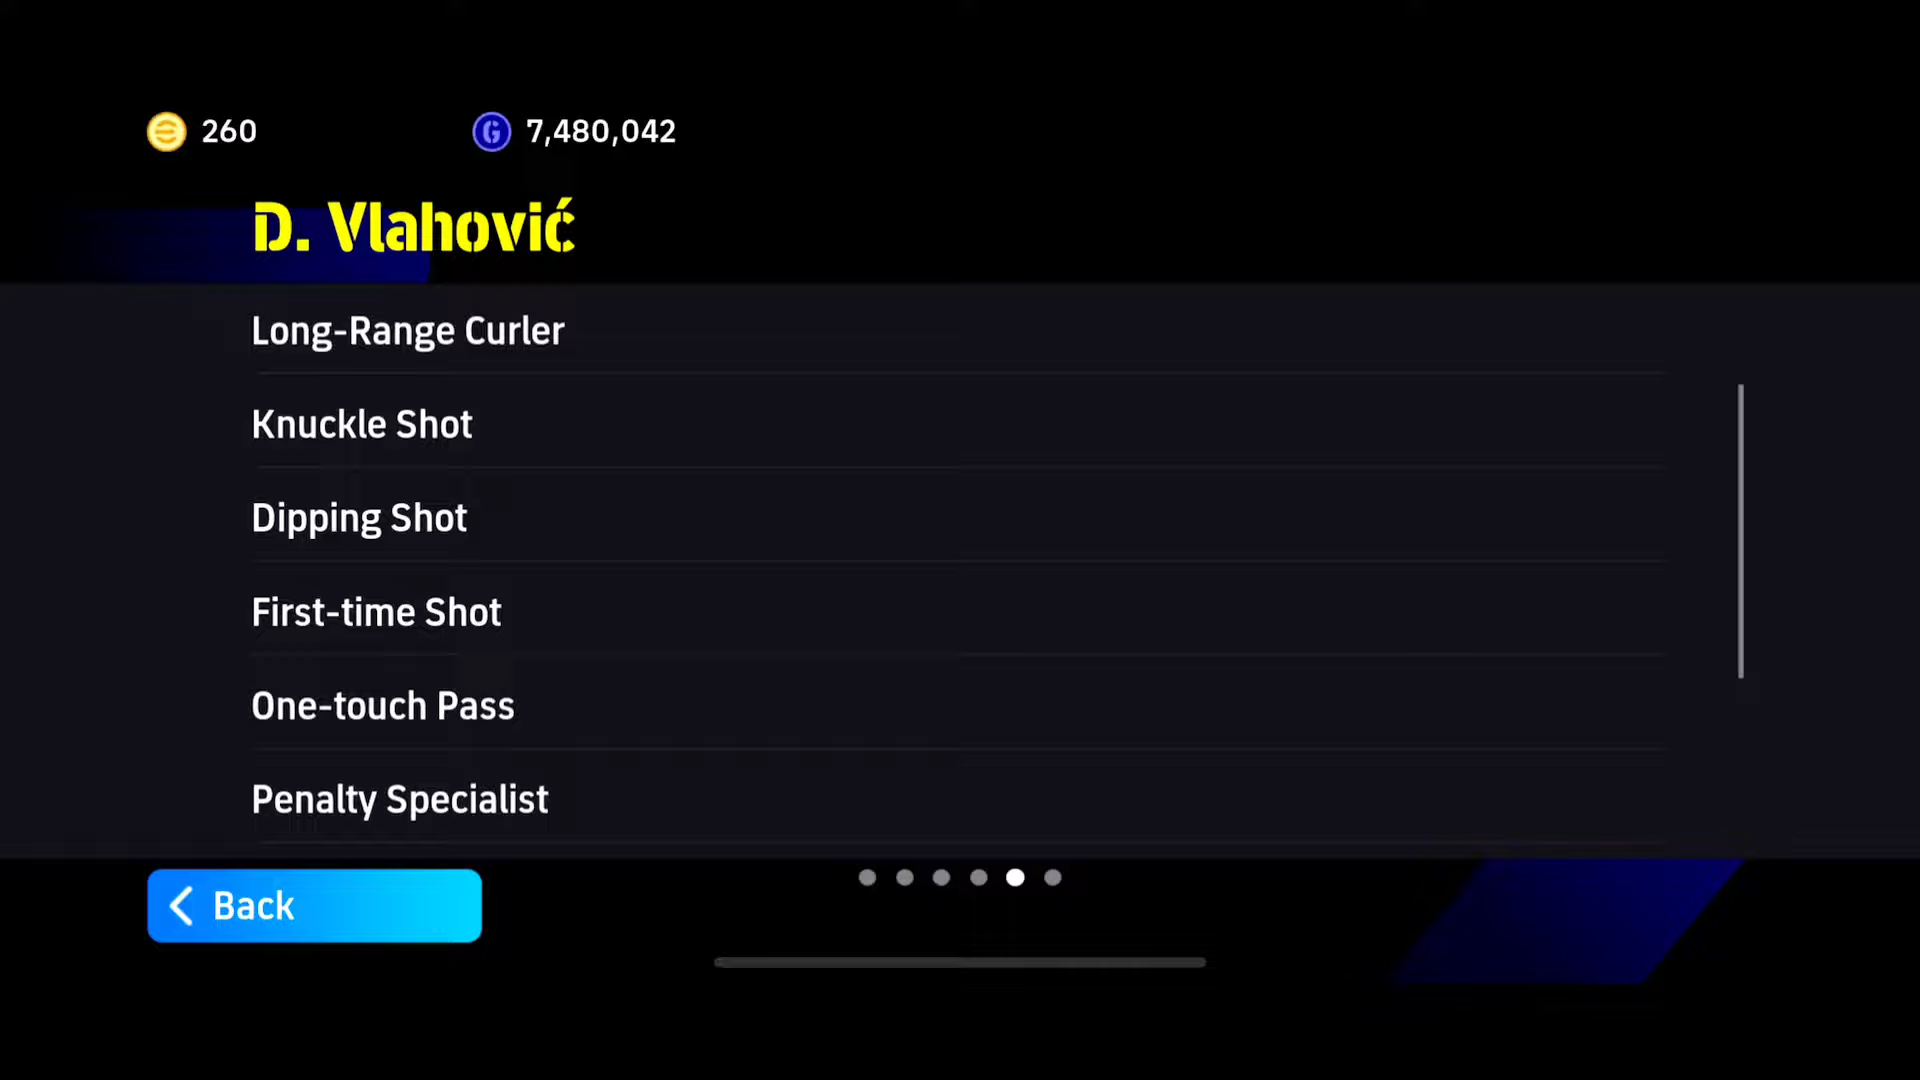 260
7,480,042
D. Vlahović
Long-Range Curler
Knuckle Shot
Dipping Shot
First-time Shot
One-touch Pass
Penalty Specialist
Back